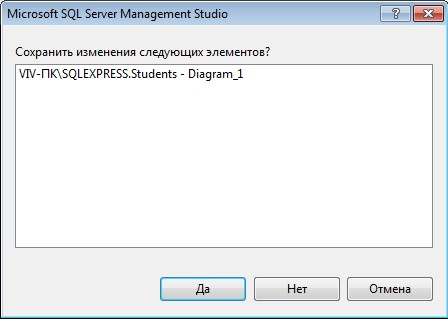 Microsoft SQL Server Management Studio
?
Сохранить изменения следующих элементов?
VIV-ПК\SQLEXPRESS.Students - Diagram_1
Да
Нет
Отмена